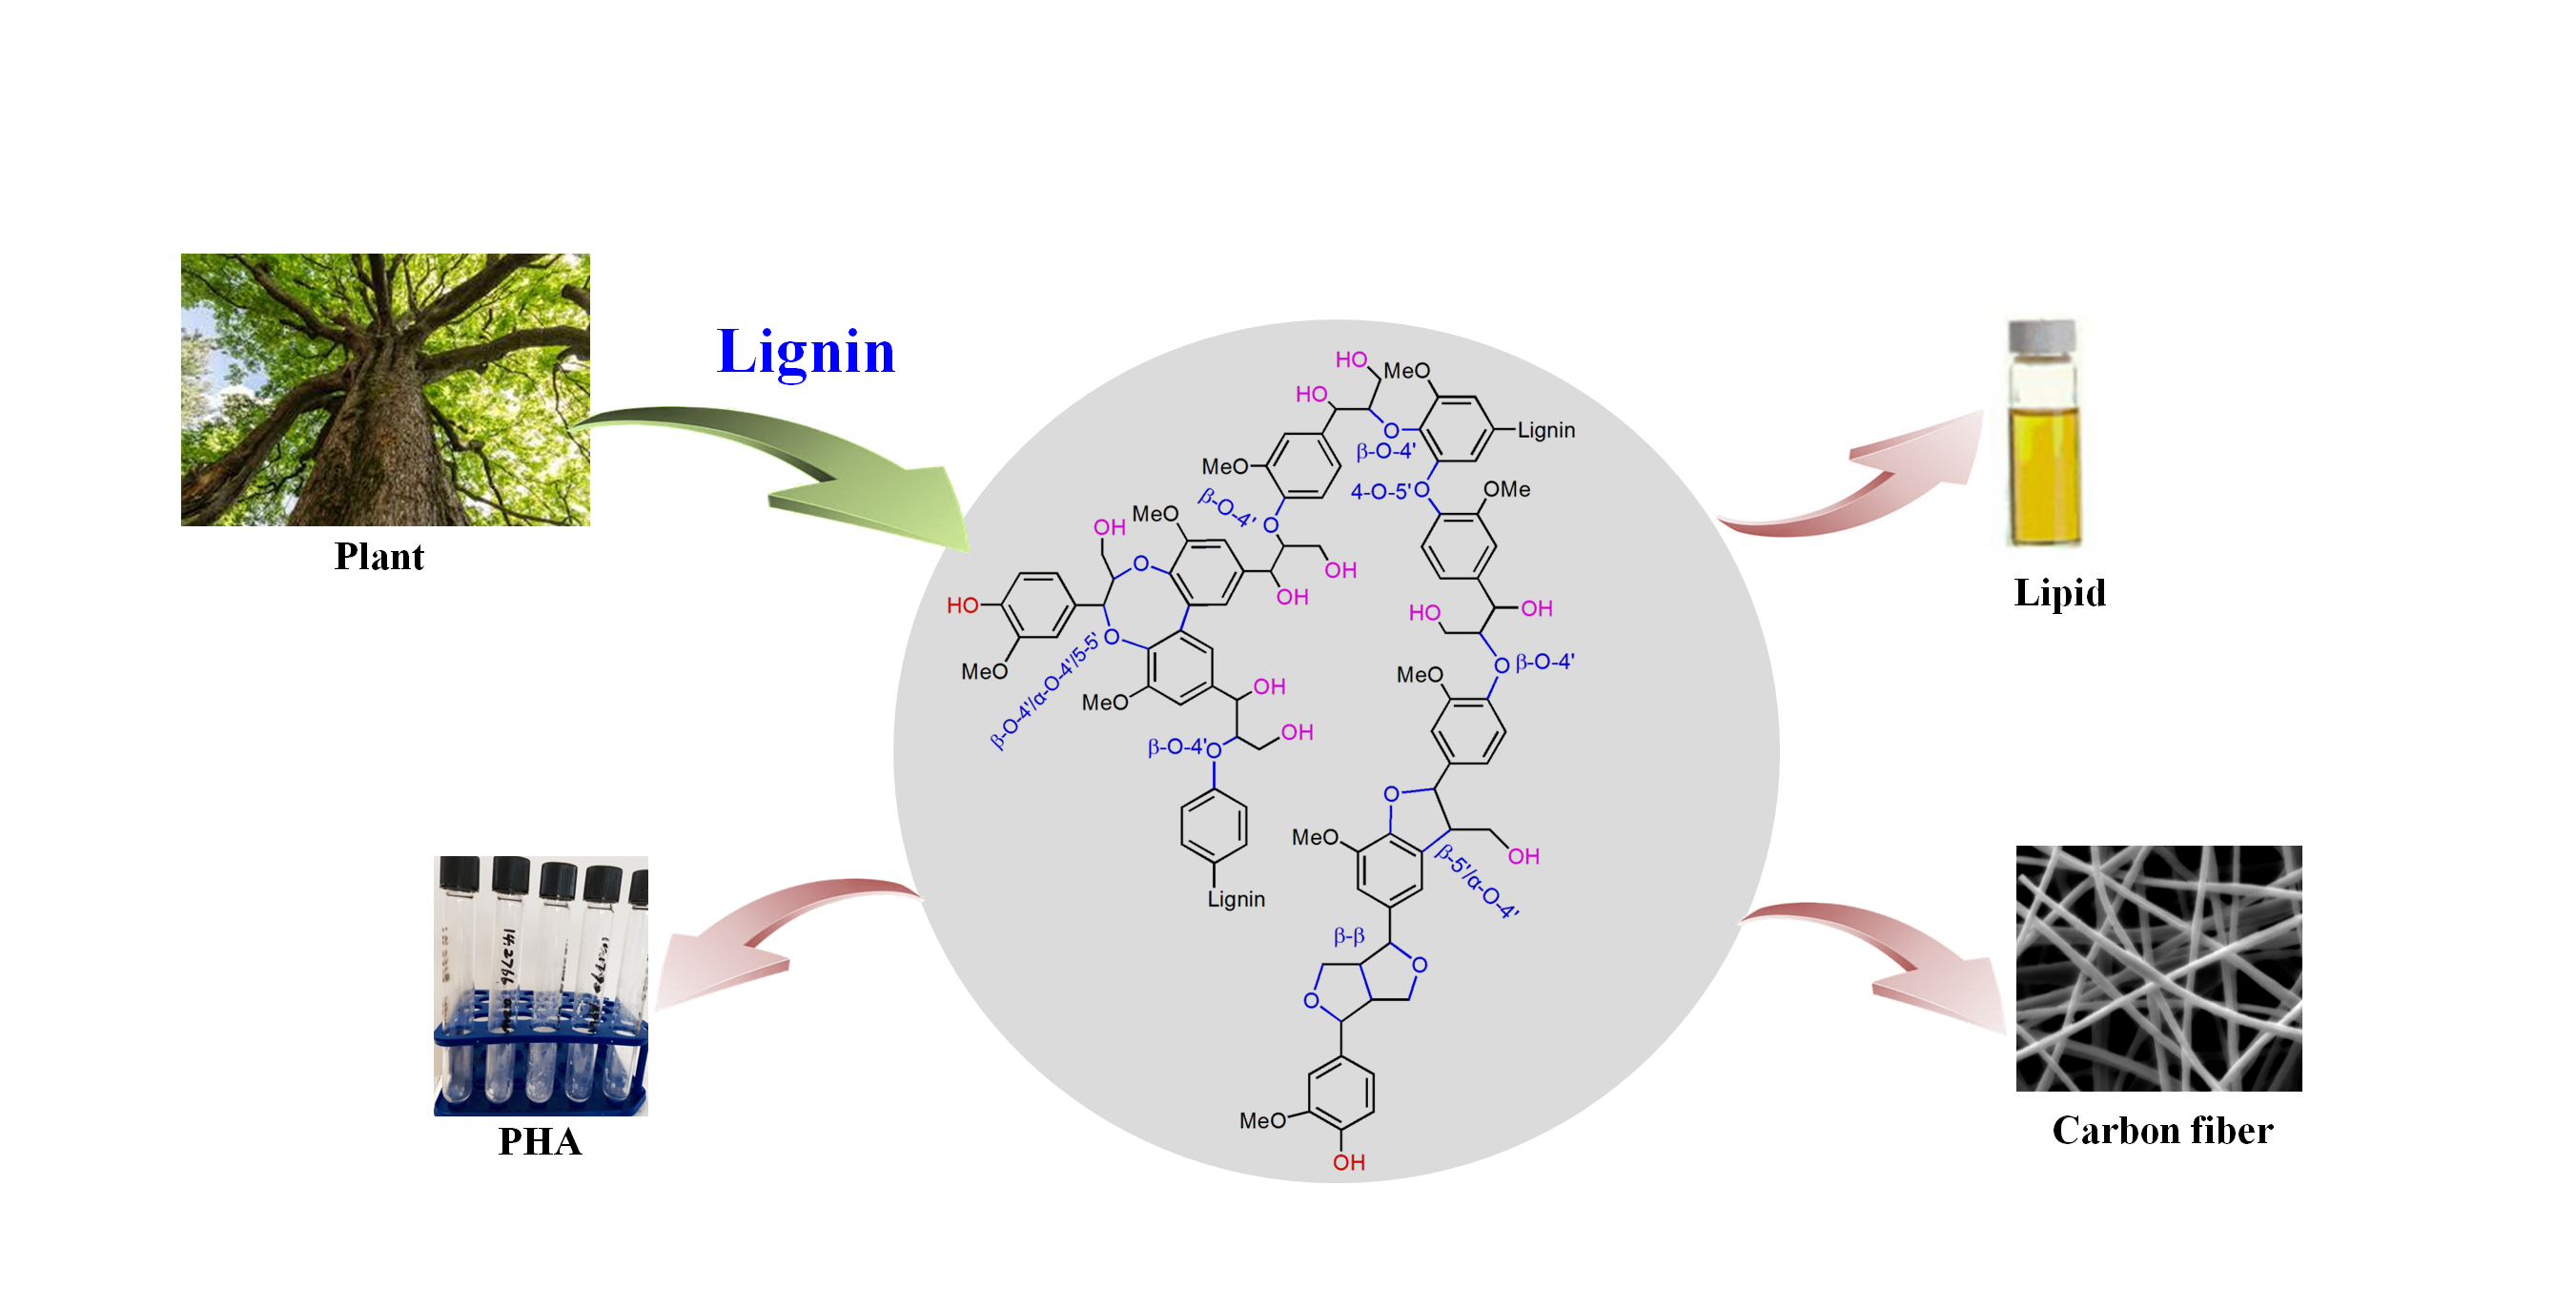 Lignin
Plant
HO
HO
MeO
O
β-O-4'
Lignin
MeO
4-O-5'
O
OMe
β-O-4'
O
MeO
OH
O
OH
OH
HO
MeO
O
β-O-4'/α-O-4'/5-5'
MeO
OH
OH
β-O-4'
O
Lignin
HO
OH
O
β-O-4'
MeO
O
MeO
OH
β-5'/α-O-4'
β-β
O
O
MeO
OH
Lipid
PHA
Carbon fiber